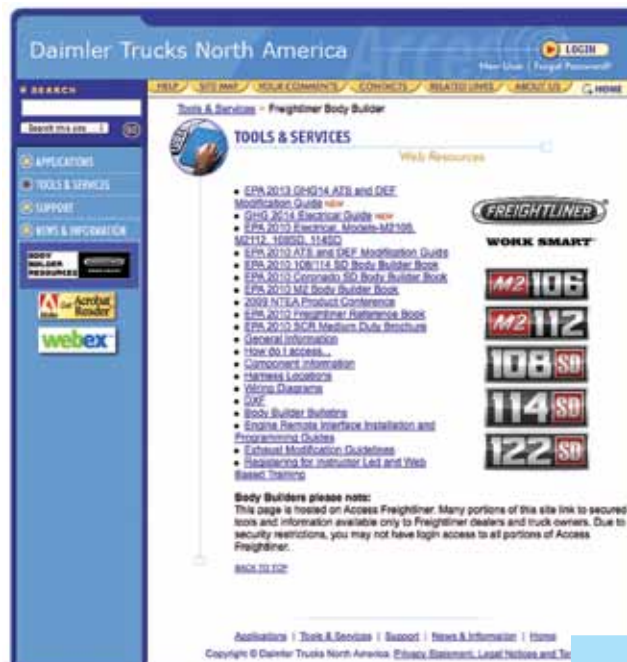 Daimler Trucks North America
LOGIN
New User | Forgot Password?
SEARCH
HELP SITE MAP YOUR COMMENTS CONTACTS RELATED LINKS ABOUT US HOME
Search this site GO
Tools & Services > Freightliner Body Builder
TOOLS & SERVICES
Web Resources
APPLICATIONS
TOOLS & SERVICES
SUPPORT
NEWS & INFORMATION
BODY
BUILDER
RESOURCES
Adobe Get Acrobat
Reader
webex
• EPA 2013 GHG14 ATS and DEF
Modification Guide NEW
• GHG 2014 Electrical Guide NEW
• EPA 2010 Electrical, Models-M2106,
M2112, 108SD, 114SD
• EPA 2010 ATS and DEF Modification Guide
• EPA 2010 108/114 SD Body Builder Book
• EPA 2010 Coronado SD Body Builder Book
• EPA 2010 M2 Body Builder Book
• 2009 NTEA Product Conference
• EPA 2010 Freightliner Reference Book
• EPA 2010 SCR Medium Duty Brochure
• General Information
• How do I access...
• Component Information
• Harness Locations
• Wiring Diagrams
• DXF
• Body Builder Bulletins
• Engine Remote Interface Installation and
Programming Guides
• Exhaust Modification Guidelines
• Registering for Instructor Led and Web
Based Training
FREIGHTLINER
WORK SMART
M2 106
M2 112
108 SD
114 SD
122 SD
Body Builders please note:
This page is hosted on Access Freightliner. Many portions of this site link to secured
tools and information available only to Freightliner dealers and truck owners. Due to
security restrictions, you may not have login access to all portions of Access
Freightliner.
BACK TO TOP
Applications | Tools & Services | Support | News & Information | Home
Copyright © Daimler Trucks North America. Privacy Statement, Legal Notices and